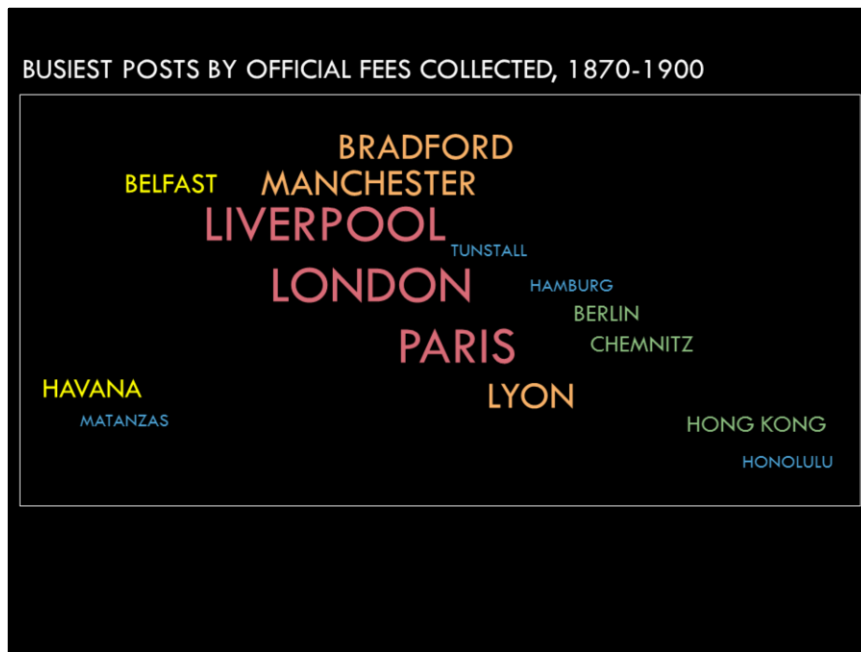 BUSIEST POSTS BY OFFICIAL FEES COLLECTED, 1870-1900
BRADFORD
BELFAST
MANCHESTER
LIVERPOOL
TUNSTALL
LONDON
HAMBURG
BERLIN
PARIS
CHEMNITZ
HAVANA
LYON
MATANZAS
HONG KONG
HONOLULU